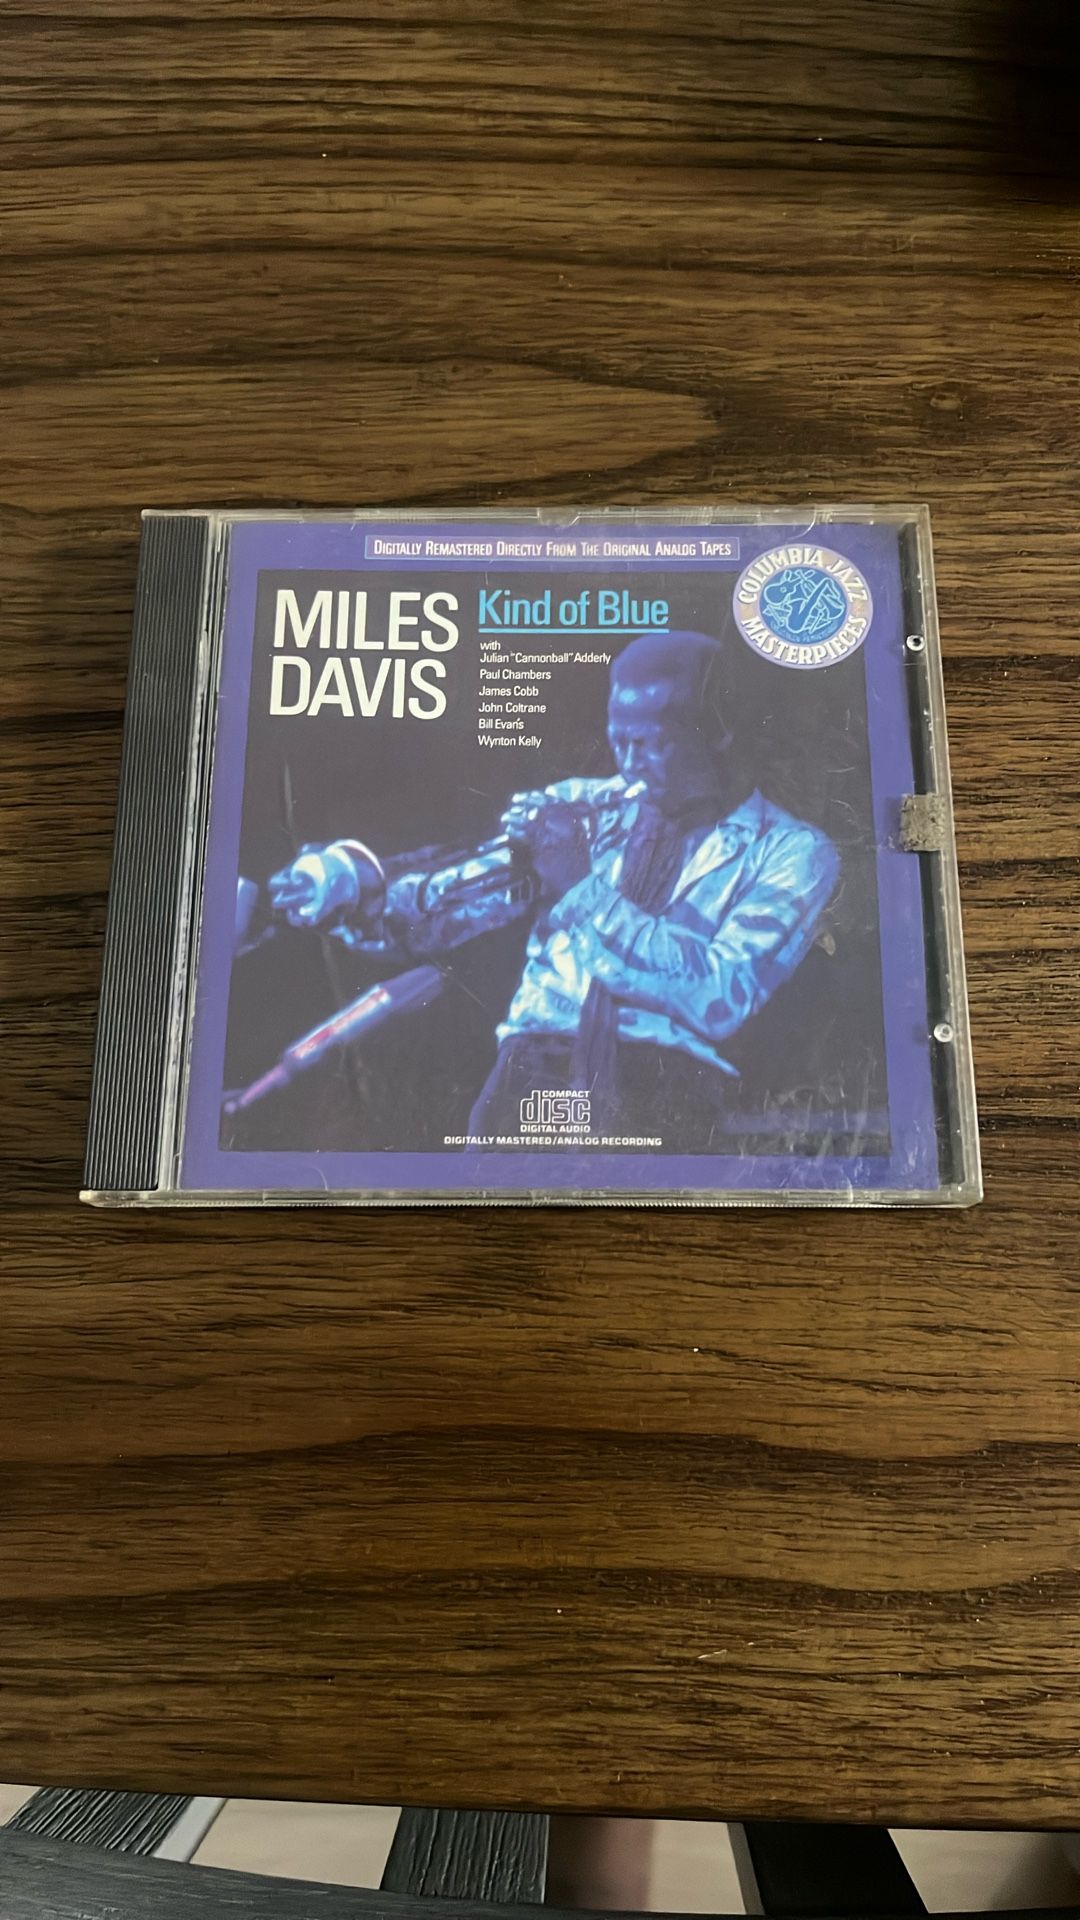 DIGITALLY REMASTERED DIRECTLY FROM THE ORIGINAL ANALOG TAPES
MILES
DAVIS
Kind of Blue
with
Julian "Cannonball" Adderly
Paul Chambers
James Cobb
John Coltrane
Bill Evans
Wynton Kelly
COLUMBIA JAZZ
MASTERPIECES
COMPACT
disc
DIGITAL AUDIO
DIGITALLY MASTERED/ANALOG RECORDING